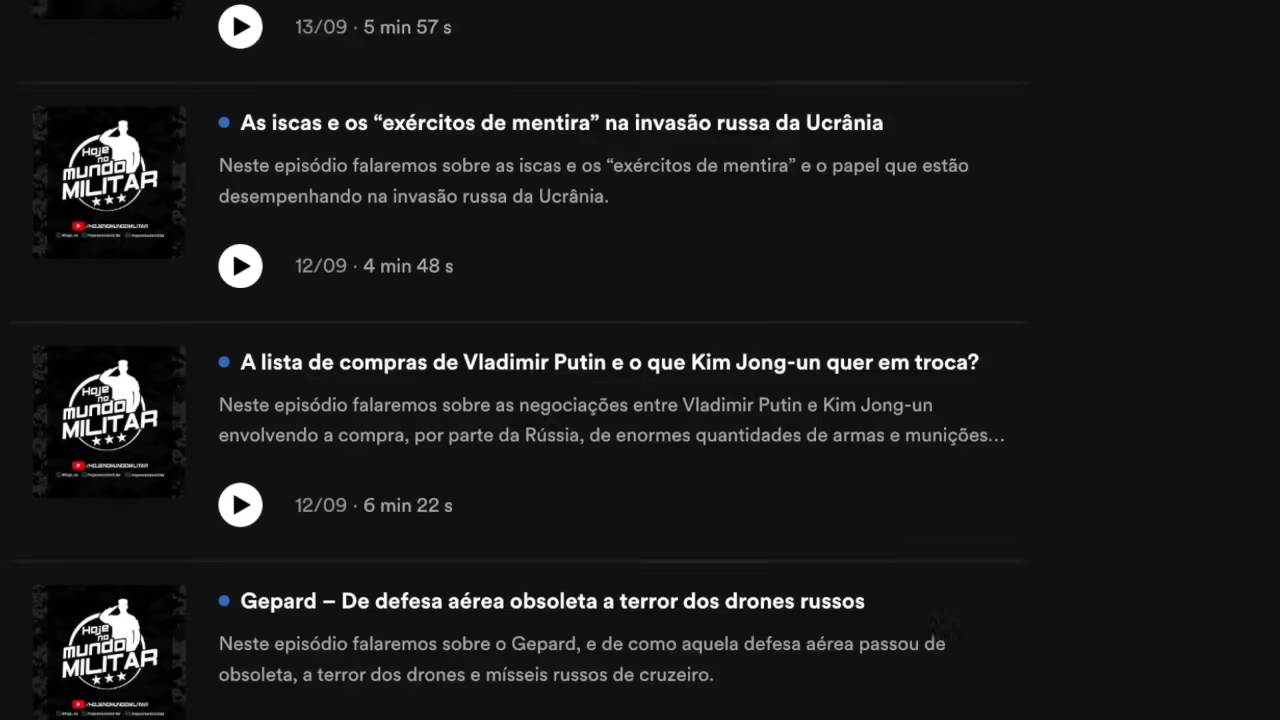 13/09 · 5 min 57 s
Hoje
no
mundo
MILITAR
/HOJENOMUNDOMILITAR
As iscas e os “exércitos de mentira” na invasão russa da Ucrânia
Neste episódio falaremos sobre as iscas e os “exércitos de mentira” e o papel que estão
desempenhando na invasão russa da Ucrânia.
12/09 · 4 min 48 s
Hoje
no
mundo
MILITAR
/HOJENOMUNDOMILITAR
A lista de compras de Vladimir Putin e o que Kim Jong-un quer em troca?
Neste episódio falaremos sobre as negociações entre Vladimir Putin e Kim Jong-un
envolvendo a compra, por parte da Rússia, de enormes quantidades de armas e munições...
12/09 · 6 min 22 s
Hoje
no
mundo
MILITAR
/HOJENOMUNDOMILITAR
Gepard – De defesa aérea obsoleta a terror dos drones russos
Neste episódio falaremos sobre o Gepard, e de como aquela defesa aérea passou de
obsoleta, a terror dos drones e mísseis russos de cruzeiro.